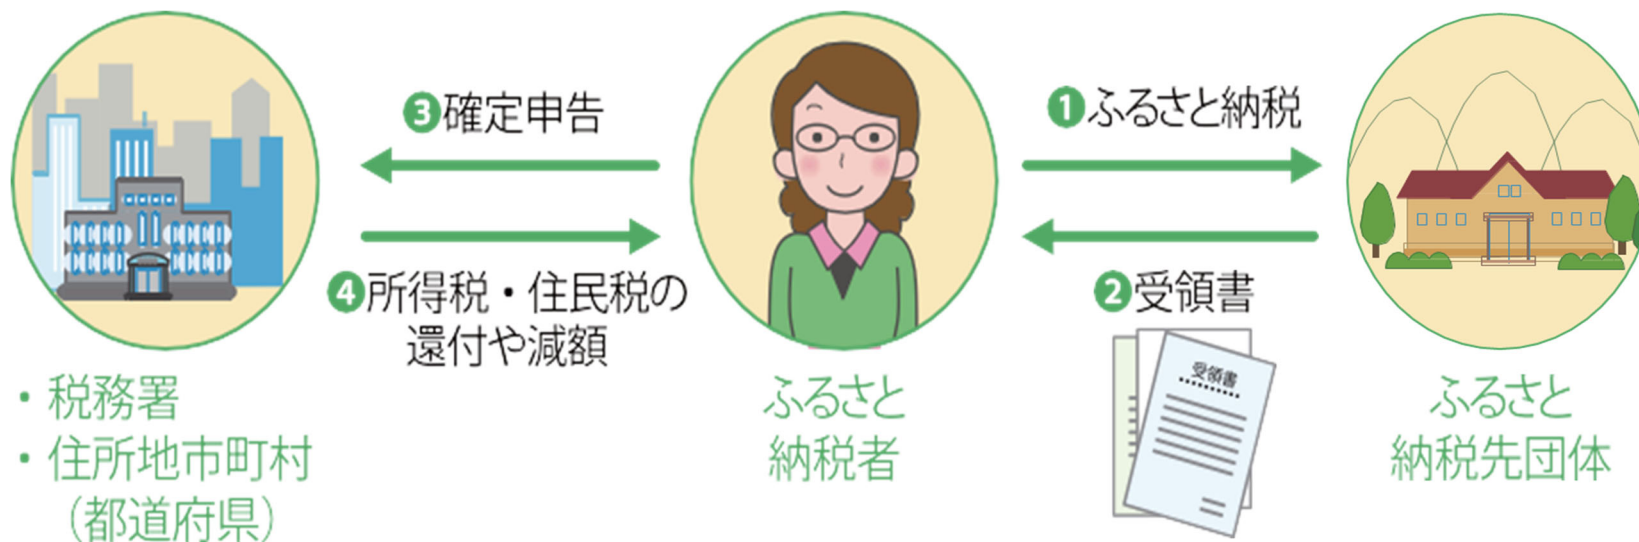 ❸確定申告
❹所得税・住民税の
還付や減額
・税務署
・住所地市町村
（都道府県）
ふるさと
納税者
❶ふるさと納税
❷受領書
受領書
ふるさと
納税先団体